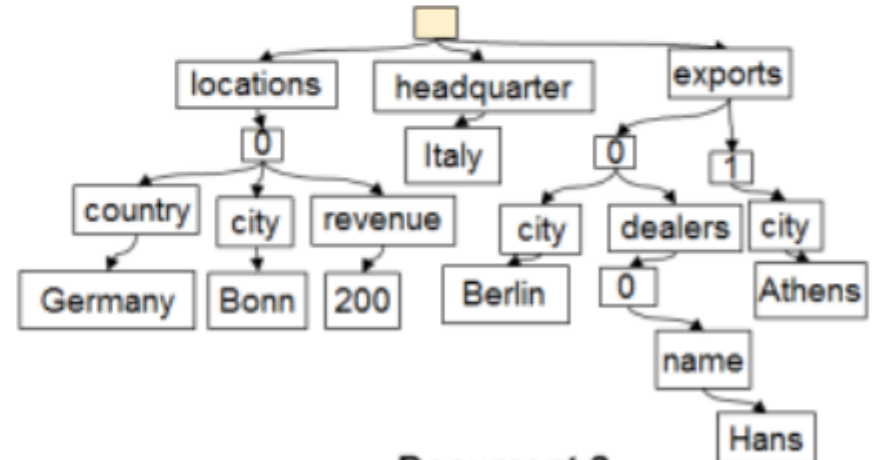 locations
headquarter
exports
0
Italy
0
1
country
city
revenue
city
dealers
city
Germany
Bonn
200
Berlin
0
Athens
name
Hans